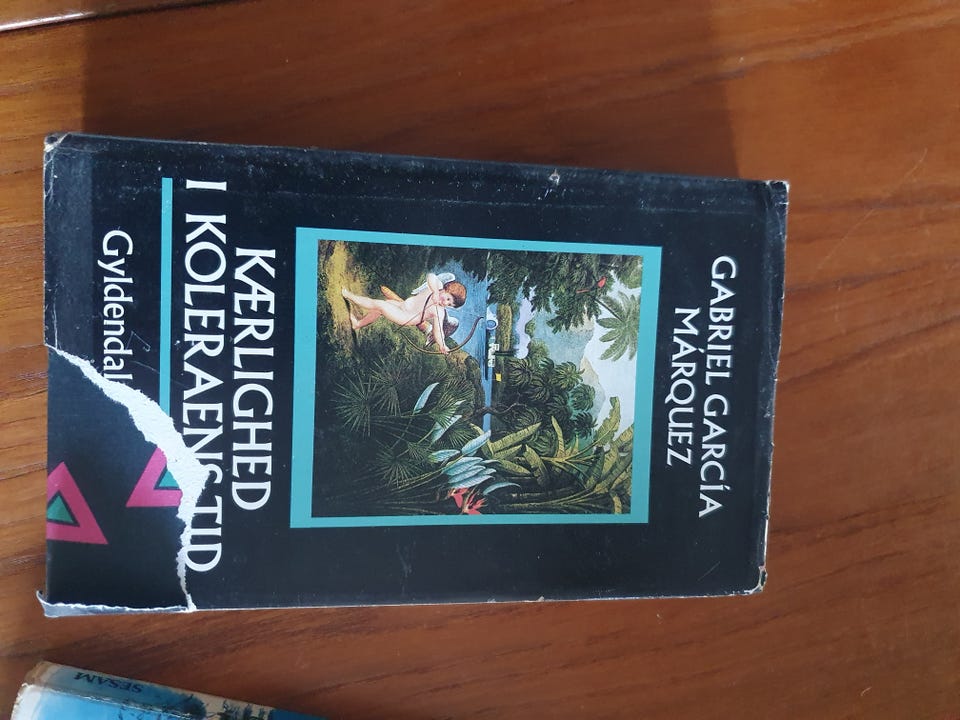 GABRIEL GARCÍA
MÁRQUEZ
KÆRLIGHED
I KOLERAENS TID
Gyldendal
SESAM